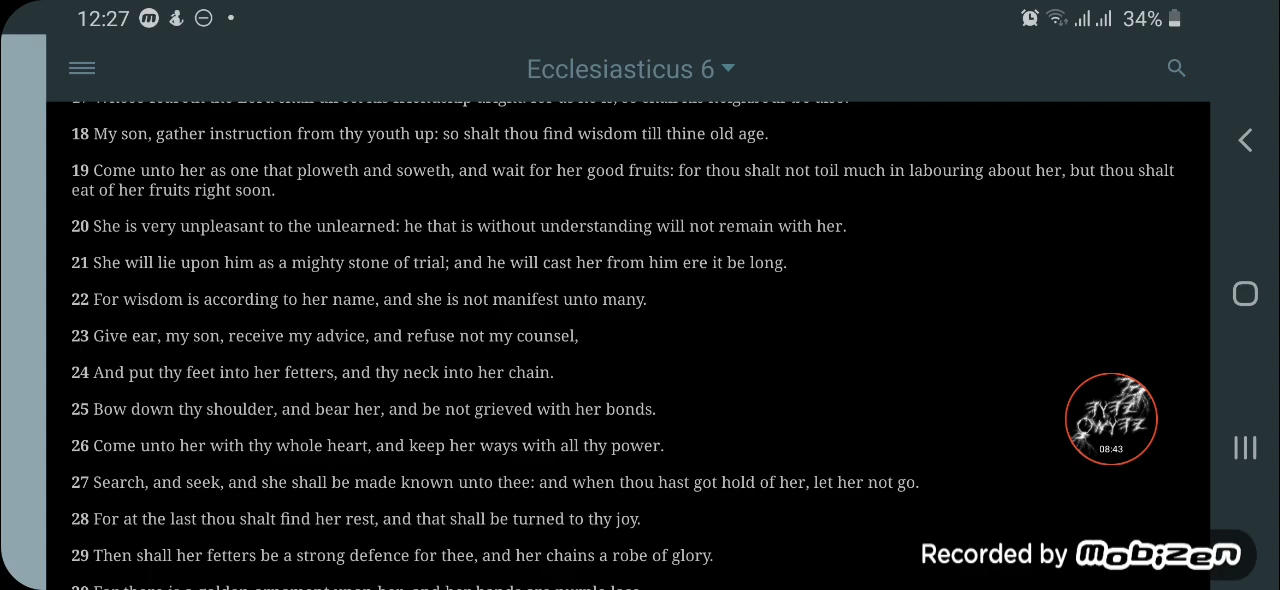 12:27
34%
Ecclesiasticus 6
18 My son, gather instruction from thy youth up: so shalt thou find wisdom till thine old age.
19 Come unto her as one that ploweth and soweth, and wait for her good fruits: for thou shalt not toil much in labouring about her, but thou shalt
eat of her fruits right soon.
20 She is very unpleasant to the unlearned: he that is without understanding will not remain with her.
21 She will lie upon him as a mighty stone of trial; and he will cast her from him ere it be long.
22 For wisdom is according to her name, and she is not manifest unto many.
23 Give ear, my son, receive my advice, and refuse not my counsel,
24 And put thy feet into her fetters, and thy neck into her chain.
25 Bow down thy shoulder, and bear her, and be not grieved with her bonds.
26 Come unto her with thy whole heart, and keep her ways with all thy power.
27 Search, and seek, and she shall be made known unto thee: and when thou hast got hold of her, let her not go.
28 For at the last thou shalt find her rest, and that shall be turned to thy joy.
29 Then shall her fetters be a strong defence for thee, and her chains a robe of glory.
08:43
Recorded by mobizen